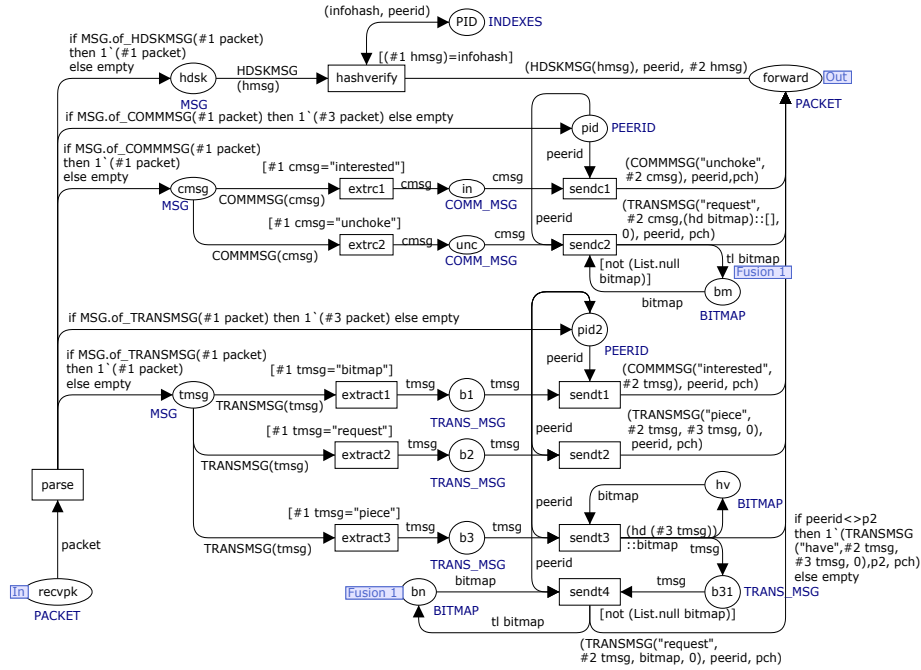 (infohash, peerid)
PID
INDEXES
if MSG.of_HDSKMSG(#1 packet)
then 1`(#1 packet)
else empty
hdsk
MSG
HDSKMSG
(hmsg)
[(#1 hmsg)=infohash]
hashverify
(HDSKMSG(hmsg), peerid, #2 hmsg)
forward
Out
PACKET
if MSG.of_COMMMSG(#1 packet) then 1`(#3 packet) else empty
pid
PEERID
peerid
if MSG.of_COMMMSG(#1 packet)
then 1`(#1 packet)
else empty
cmsg
MSG
[#1 cmsg="interested"]
COMMMSG(cmsg)
extrc1
cmsg
in
COMM_MSG
cmsg
sendc1
(COMMMSG("unchoke",
#2 cmsg), peerid,pch)
[#1 cmsg="unchoke"]
COMMMSG(cmsg)
extrc2
cmsg
unc
COMM_MSG
cmsg
peerid
sendc2
(TRANSMSG("request",
#2 cmsg,(hd bitmap)::[],
0), peerid, pch)
[not (List.null
bitmap)]
tl bitmap
Fusion 1
bm
BITMAP
bitmap
if MSG.of_TRANSMSG(#1 packet) then 1`(#3 packet) else empty
pid2
PEERID
peerid
if MSG.of_TRANSMSG(#1 packet)
then 1`(#1 packet)
else empty
tmsg
MSG
[#1 tmsg="bitmap"]
TRANSMSG(tmsg)
extract1
tmsg
b1
TRANS_MSG
tmsg
sendt1
(COMMMSG("interested",
#2 tmsg), peerid, pch)
[#1 tmsg="request"]
TRANSMSG(tmsg)
extract2
tmsg
b2
TRANS_MSG
tmsg
peerid
sendt2
(TRANSMSG("piece",
#2 tmsg, #3 tmsg, 0),
peerid, pch)
parse
packet
In
recvpk
PACKET
[#1 tmsg="piece"]
TRANSMSG(tmsg)
extract3
tmsg
b3
TRANS_MSG
tmsg
peerid
sendt3
bitmap
hv
BITMAP
(hd (#3 tmsg))
::bitmap
tmsg
if peerid<>p2
then 1`(TRANSMSG
("have",#2 tmsg,
#3 tmsg, 0),p2, pch)
else empty
Fusion 1
bn
BITMAP
bitmap
peerid
sendt4
tmsg
b31
TRANS_MSG
[not (List.null bitmap)]
tl bitmap
(TRANSMSG("request",
#2 tmsg, bitmap, 0), peerid, pch)